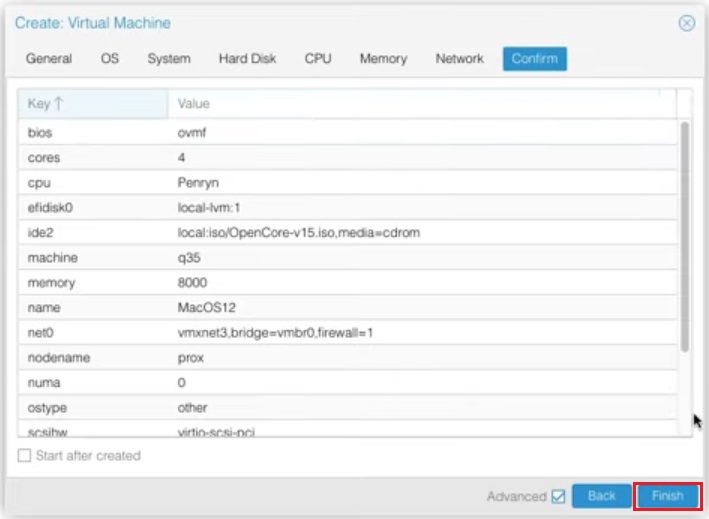 Create: Virtual Machine
General OS System Hard Disk CPU Memory Network Confirm
Key Value
bios ovmf
cores 4
cpu Penryn
efidisk0 local-lvm:1
ide2 local:iso/OpenCore-v15.iso,media=cdrom
machine q35
memory 8000
name MacOS12
net0 vmxnet3,bridge=vmbr0,firewall=1
nodename prox
numa 0
ostype other
scsihw virtio-scsi-pci
Start after created
Advanced Back Finish